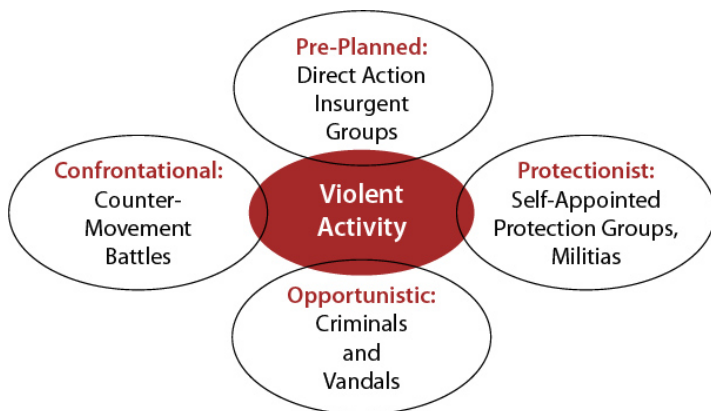 Pre-Planned:
Direct Action
Insurgent
Groups
Confrontational:
Counter-
Movement
Battles
Violent
Activity
Protectionist:
Self-Appointed
Protection Groups,
Militias
Opportunistic:
Criminals
and
Vandals